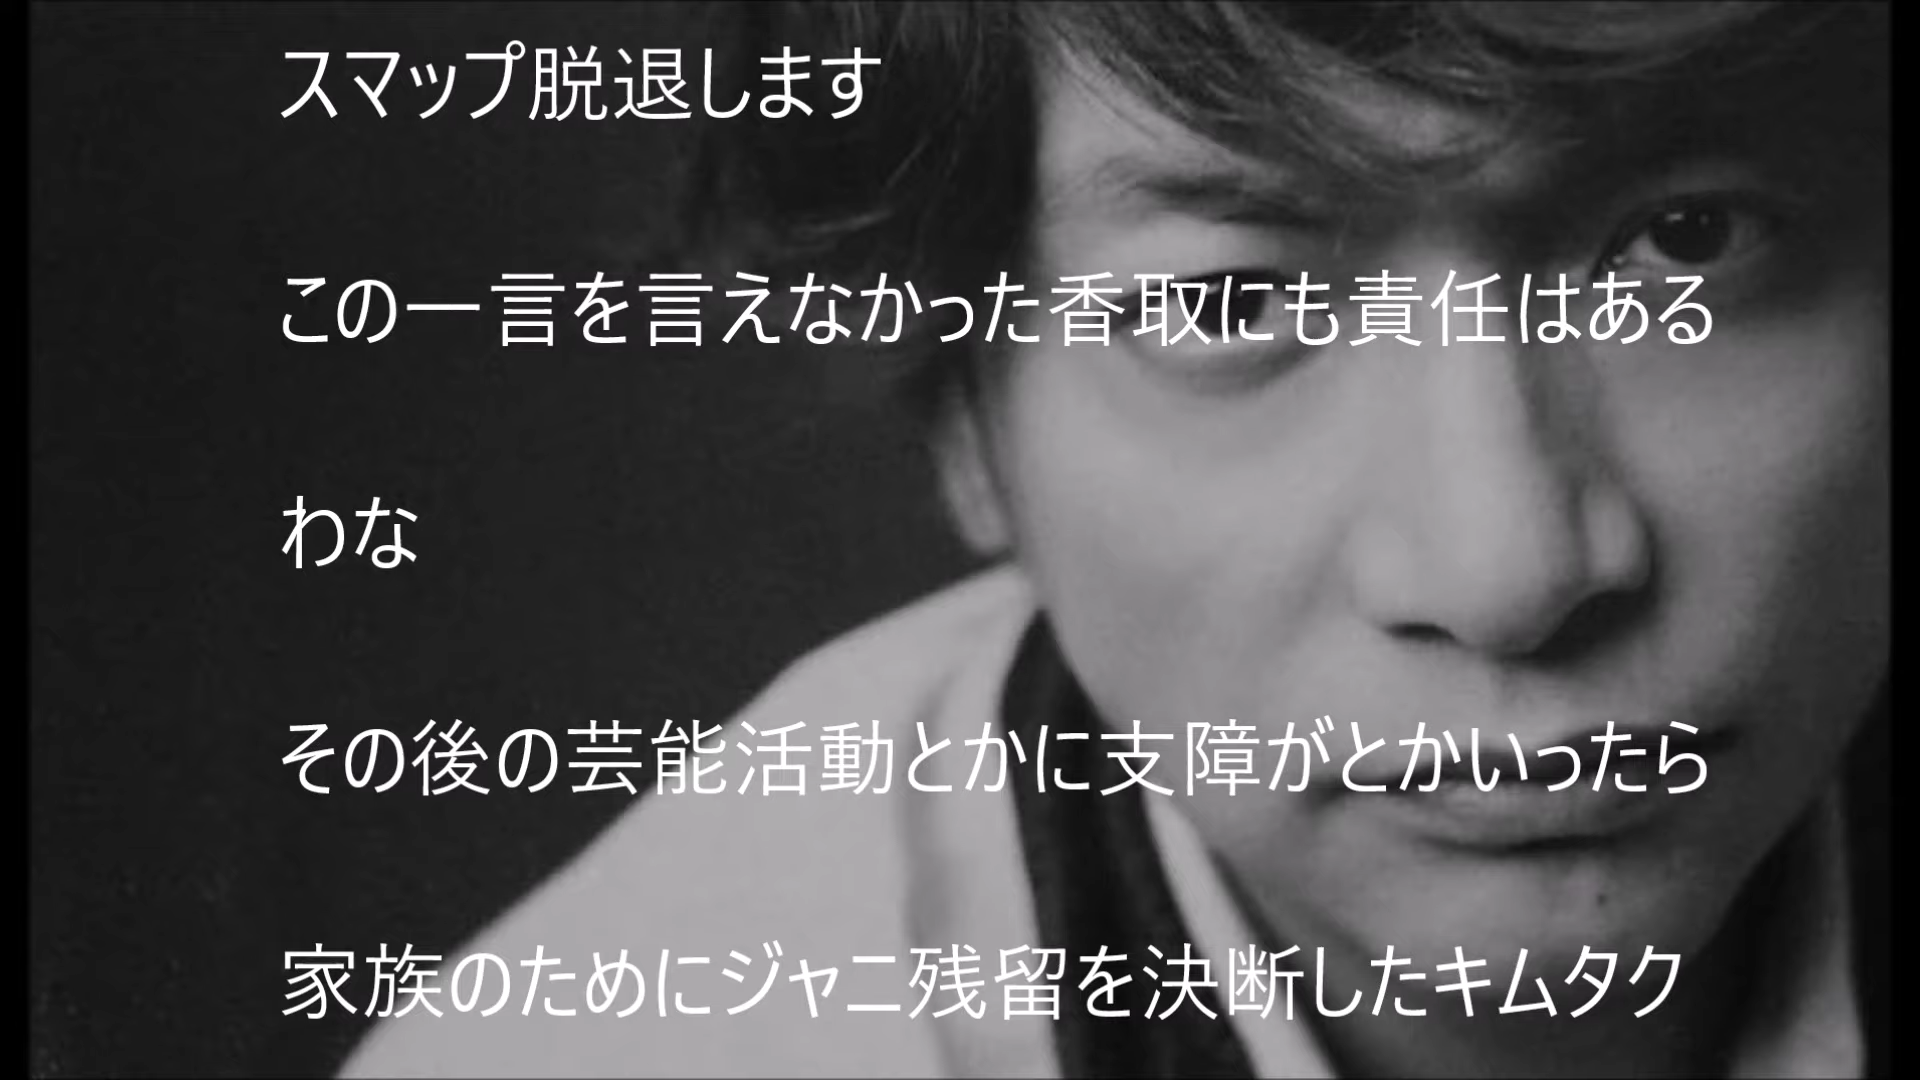 スマップ脱退します
この一言を言えなかった香取にも責任はある
わな
その後の芸能活動とかに支障がとかいったら
家族のためにジャニ残留を決断したキムタク